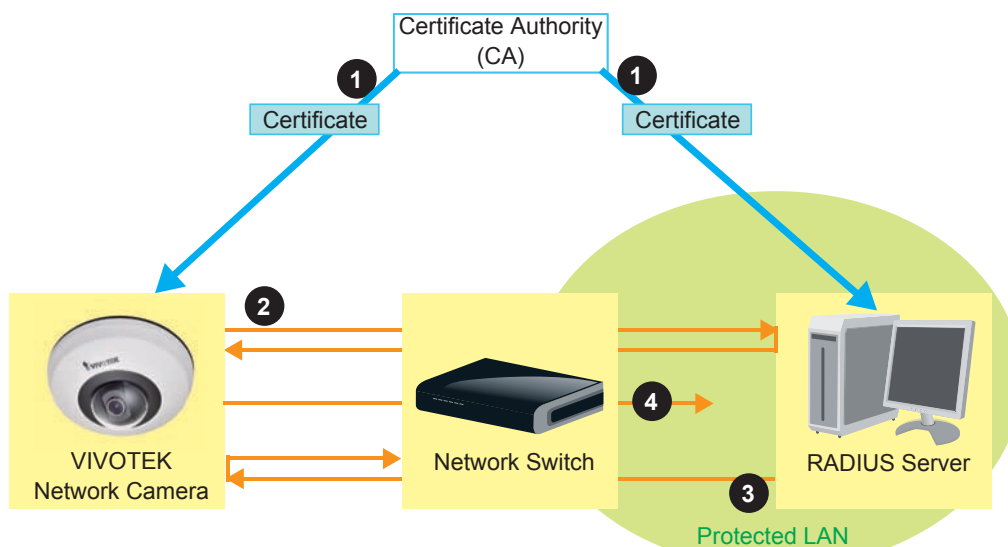 Certificate Authority
(CA)
1
1
Certificate
Certificate
2
VIVOTEK
4
VIVOTEK
Network Camera
Network Switch
RADIUS Server
3
Protected LAN